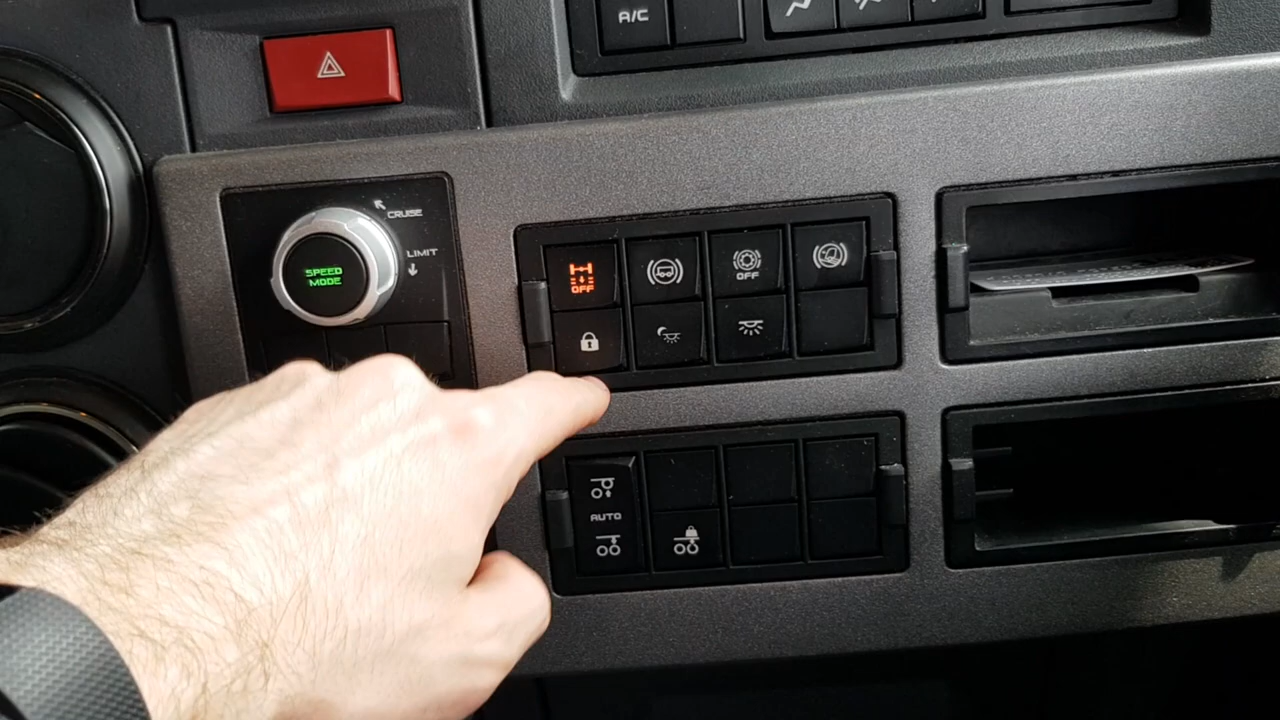 A/C
CRUISE
LIMIT
SPEED
MODE
OFF
OFF
AUTO